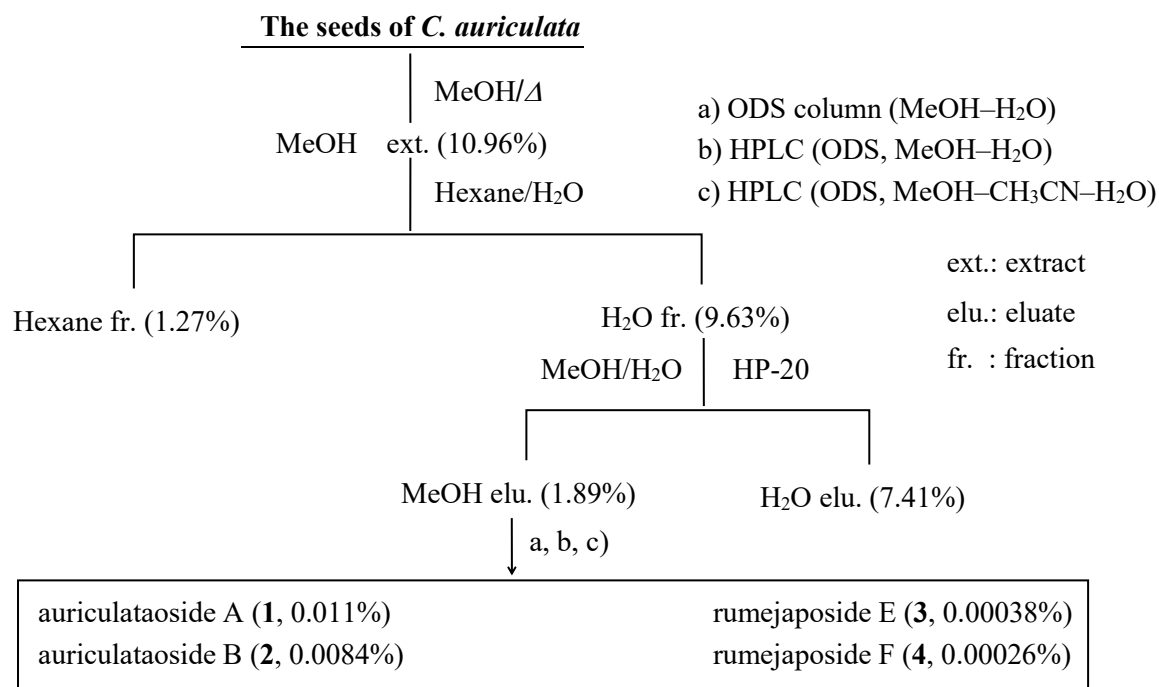 The seeds of C. auriculata
MeOH/Δ
MeOH ext. (10.96%)
Hexane/H₂O
a) ODS column (MeOH–H₂O)
b) HPLC (ODS, MeOH–H₂O)
c) HPLC (ODS, MeOH–CH₃CN–H₂O)
ext.: extract
elu.: eluate
fr. : fraction
Hexane fr. (1.27%)
H₂O fr. (9.63%)
MeOH/H₂O HP-20
MeOH elu. (1.89%)
H₂O elu. (7.41%)
a, b, c)
auriculataoside A (1, 0.011%)
auriculataoside B (2, 0.0084%)
rumejaposide E (3, 0.00038%)
rumejaposide F (4, 0.00026%)